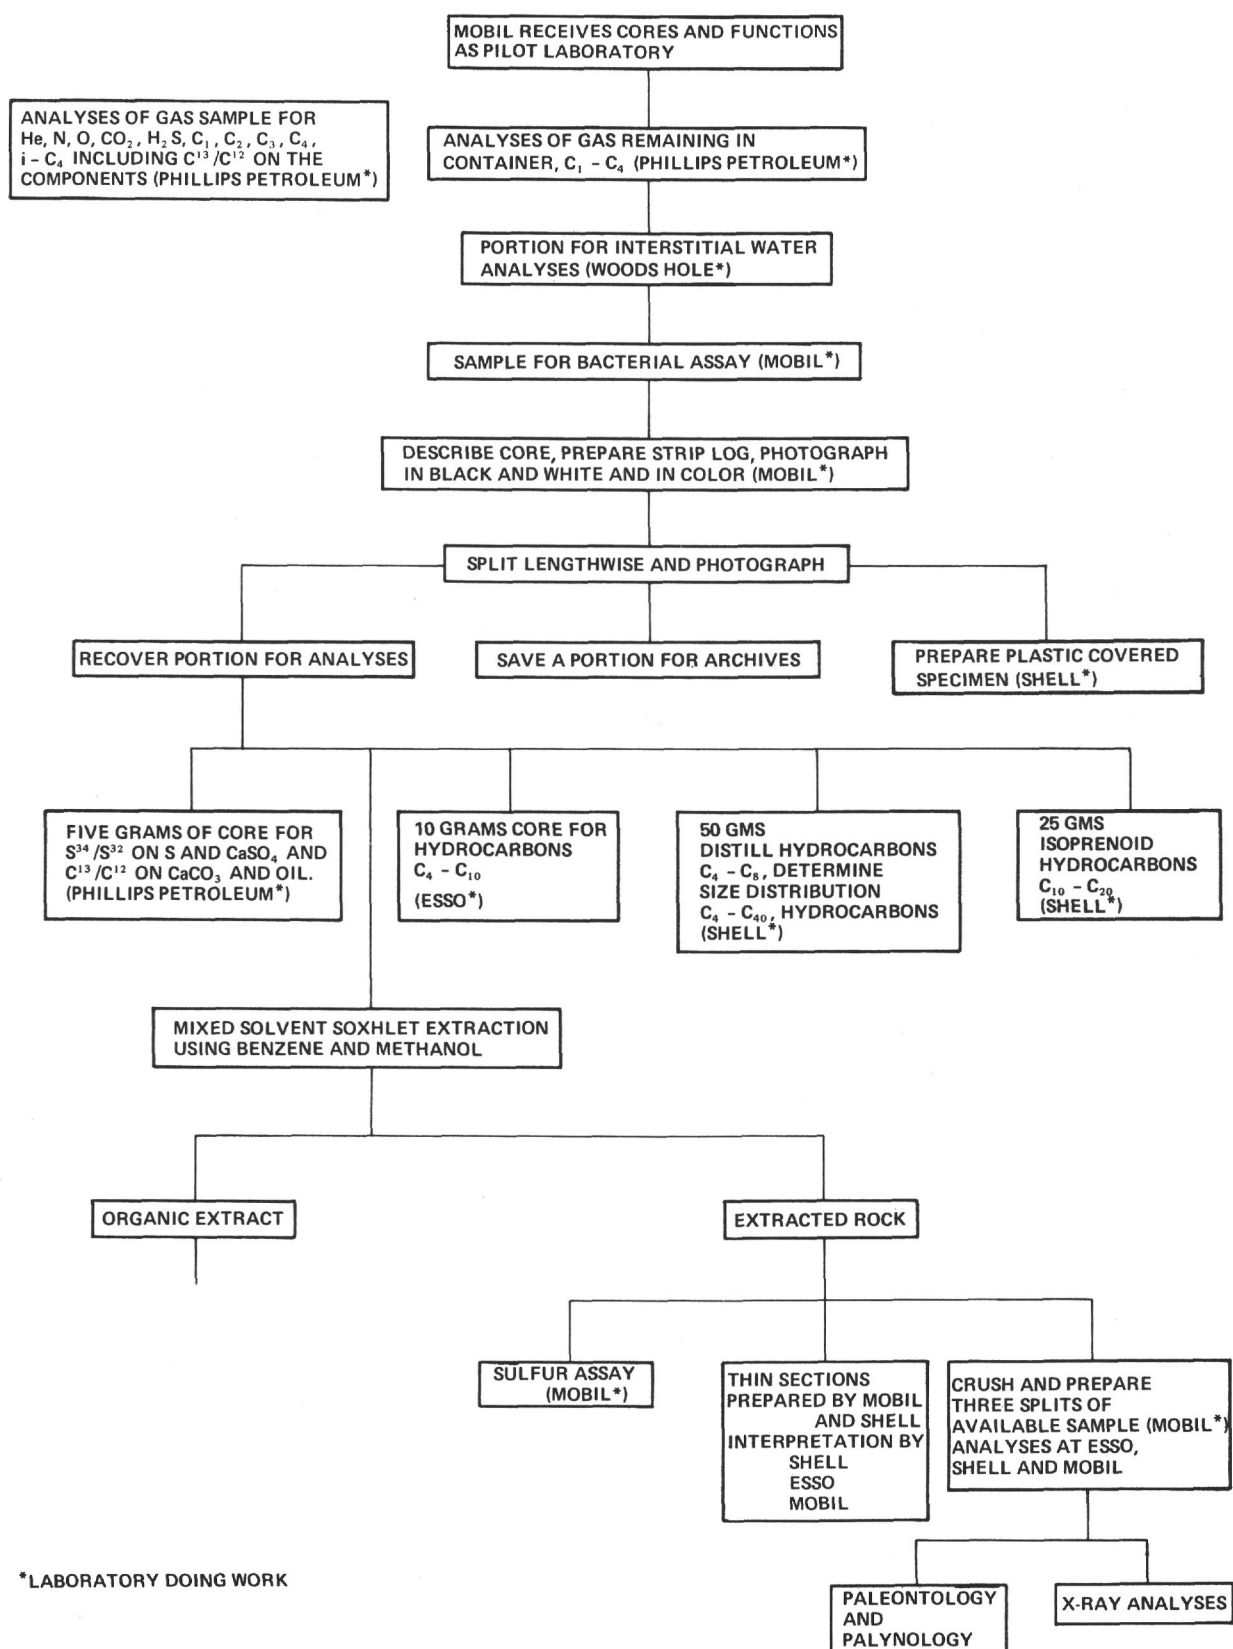 MOBIL RECEIVES CORES AND FUNCTIONS
AS PILOT LABORATORY
ANALYSES OF GAS SAMPLE FOR
He, N, O, CO₂, H₂S, C₁, C₂, C₃, C₄,
i – C₄ INCLUDING C¹³/C¹² ON THE
COMPONENTS (PHILLIPS PETROLEUM*)
ANALYSES OF GAS REMAINING IN
CONTAINER, C₁ – C₄ (PHILLIPS PETROLEUM*)
PORTION FOR INTERSTITIAL WATER
ANALYSES (WOODS HOLE*)
SAMPLE FOR BACTERIAL ASSAY (MOBIL*)
DESCRIBE CORE, PREPARE STRIP LOG, PHOTOGRAPH
IN BLACK AND WHITE AND IN COLOR (MOBIL*)
SPLIT LENGTHWISE AND PHOTOGRAPH
RECOVER PORTION FOR ANALYSES
SAVE A PORTION FOR ARCHIVES
PREPARE PLASTIC COVERED
SPECIMEN (SHELL*)
FIVE GRAMS OF CORE FOR
S³⁴/S³² ON S AND CaSO₄ AND
C¹³/C¹² ON CaCO₃ AND OIL.
(PHILLIPS PETROLEUM*)
10 GRAMS CORE FOR
HYDROCARBONS
C₄ – C₁₀
(ESSO*)
50 GMS
DISTILL HYDROCARBONS
C₄ – C₈, DETERMINE
SIZE DISTRIBUTION
C₄ – C₄₀, HYDROCARBONS
(SHELL*)
25 GMS
ISOPRENOID
HYDROCARBONS
C₁₀ – C₂₀
(SHELL*)
MIXED SOLVENT SOXHLET EXTRACTION
USING BENZENE AND METHANOL
ORGANIC EXTRACT
EXTRACTED ROCK
SULFUR ASSAY
(MOBIL*)
THIN SECTIONS
PREPARED BY MOBIL
AND SHELL
INTERPRETATION BY
SHELL
ESSO
MOBIL
CRUSH AND PREPARE
THREE SPLITS OF
AVAILABLE SAMPLE (MOBIL*)
ANALYSES AT ESSO,
SHELL AND MOBIL
*LABORATORY DOING WORK
PALEONTOLOGY
AND
PALYNOLOGY
X-RAY ANALYSES